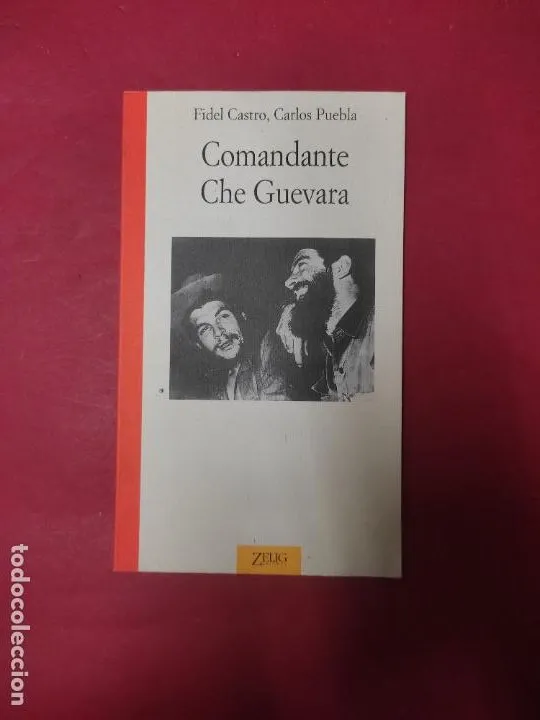 Fidel Castro, Carlos Puebla
Comandante
Che Guevara
ZELIG
todocoleccion